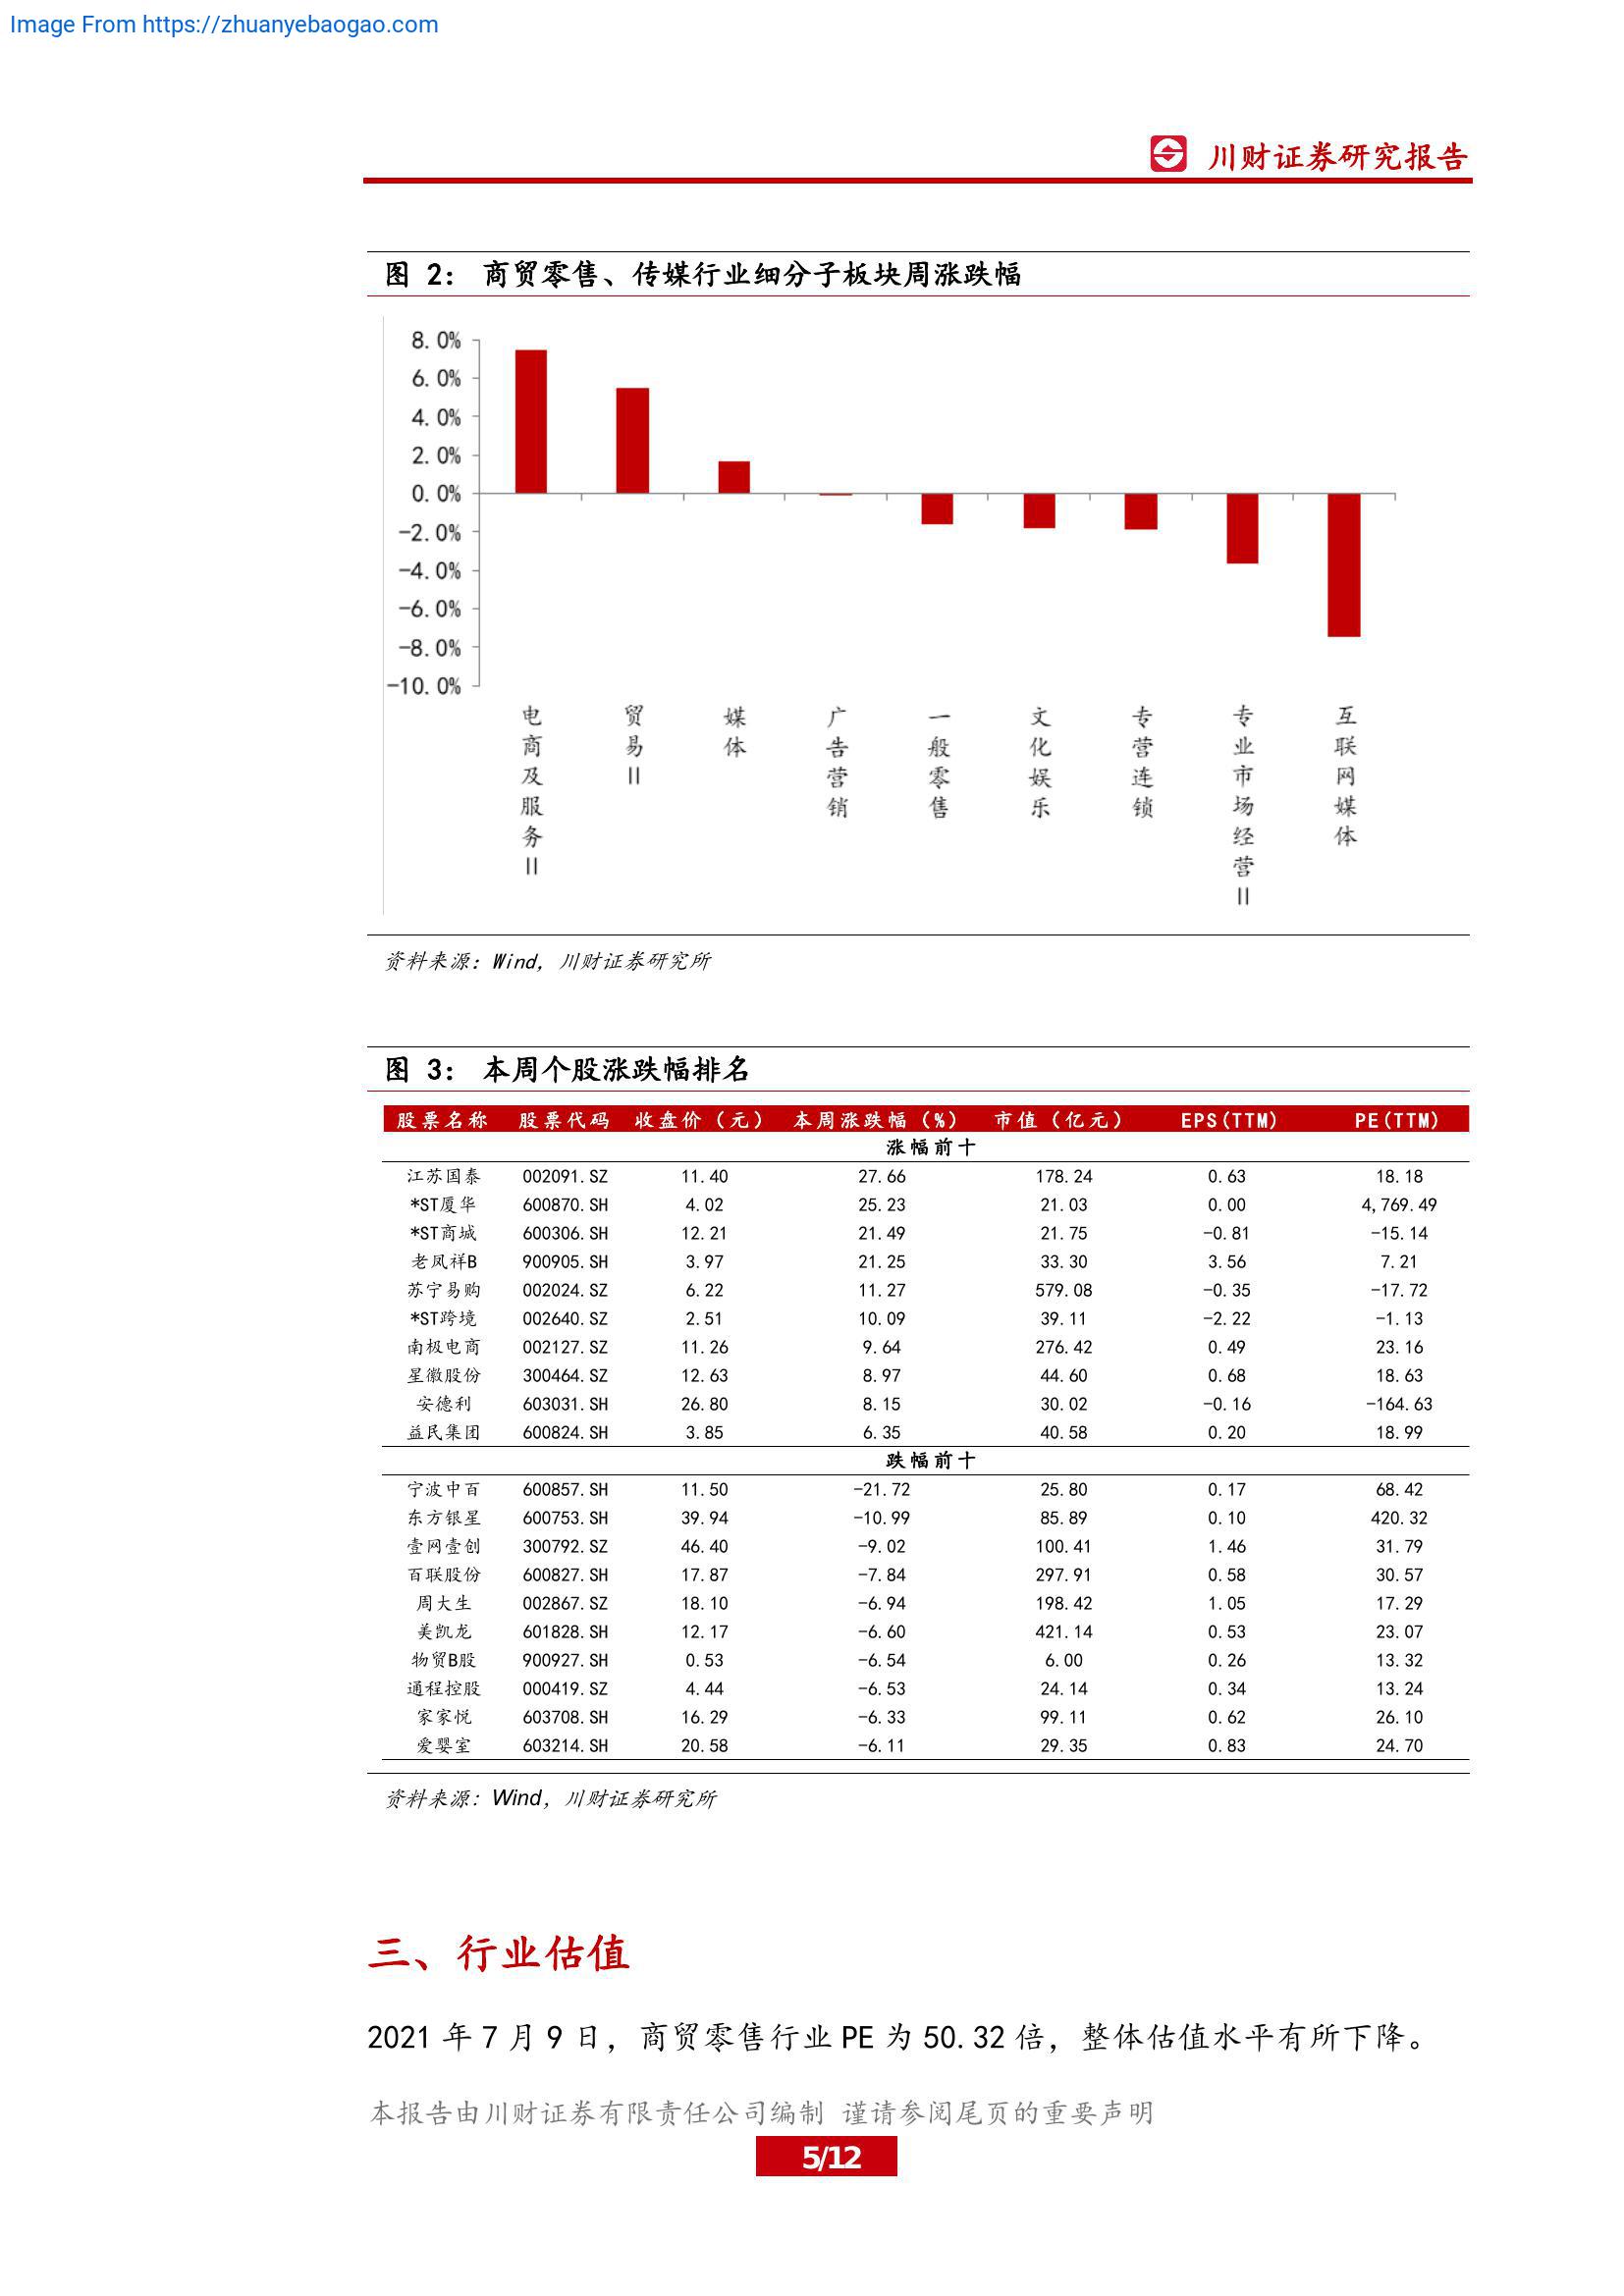 Image From https://zhuanyebaogao.com
川财证券研究报告
图 2： 商贸零售、传媒行业细分子板块周涨跌幅
8.0%
6.0%
4.0%
2.0%
0.0%
-2.0%
-4.0%
-6.0%
-8.0%
-10.0%
电商及服务Ⅱ
贸易Ⅱ
媒体
广告营销
一般零售
文化娱乐
专营连锁
专业市场经营Ⅱ
互联网媒体
资料来源：Wind，川财证券研究所
图 3： 本周个股涨跌幅排名
股票名称 股票代码 收盘价（元） 本周涨跌幅（%） 市值（亿元） EPS(TTM) PE(TTM)
涨幅前十
江苏国泰 002091.SZ 11.40 27.66 178.24 0.63 18.18
*ST厦华 600870.SH 4.02 25.23 21.03 0.00 4,769.49
*ST商城 600306.SH 12.21 21.49 21.75 -0.81 -15.14
老凤祥B 900905.SH 3.97 21.25 33.30 3.56 7.21
苏宁易购 002024.SZ 6.22 11.27 579.08 -0.35 -17.72
*ST跨境 002640.SZ 2.51 10.09 39.11 -2.22 -1.13
南极电商 002127.SZ 11.26 9.64 276.42 0.49 23.16
星徽股份 300464.SZ 12.63 8.97 44.60 0.68 18.63
安德利 603031.SH 26.80 8.15 30.02 -0.16 -164.63
益民集团 600824.SH 3.85 6.35 40.58 0.20 18.99
跌幅前十
宁波中百 600857.SH 11.50 -21.72 25.80 0.17 68.42
东方银星 600753.SH 39.94 -10.99 85.89 0.10 420.32
壹网壹创 300792.SZ 46.40 -9.02 100.41 1.46 31.79
百联股份 600827.SH 17.87 -7.84 297.91 0.58 30.57
周大生 002867.SZ 18.10 -6.94 198.42 1.05 17.29
美凯龙 601828.SH 12.17 -6.60 421.14 0.53 23.07
物贸B股 900927.SH 0.53 -6.54 6.00 0.26 13.32
通程控股 000419.SZ 4.44 -6.53 24.14 0.34 13.24
家家悦 603708.SH 16.29 -6.33 99.11 0.62 26.10
爱婴室 603214.SH 20.58 -6.11 29.35 0.83 24.70
资料来源：Wind，川财证券研究所
三、行业估值
2021 年 7 月 9 日，商贸零售行业 PE 为 50.32 倍，整体估值水平有所下降。
本报告由川财证券有限责任公司编制 谨请参阅尾页的重要声明
5/12